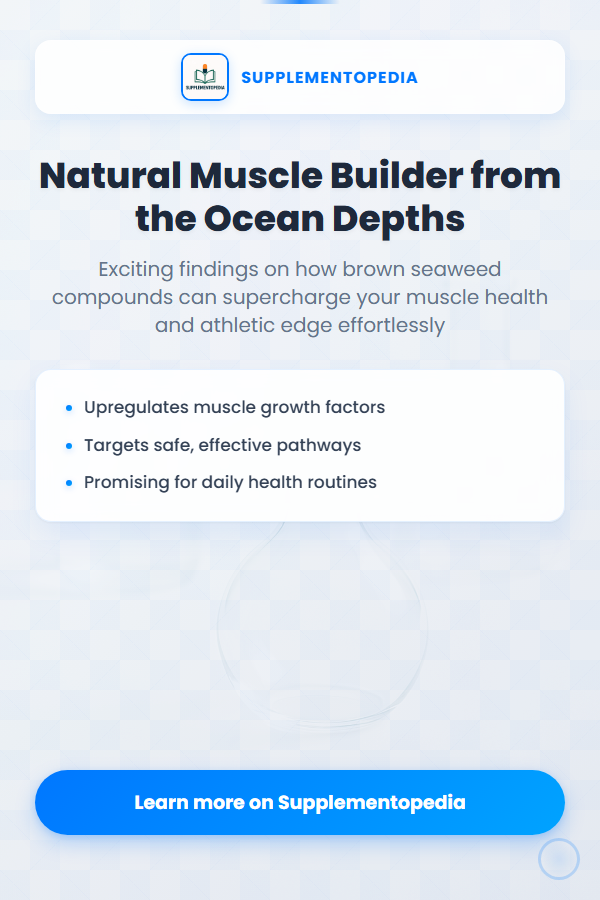 SUPPLEMENTOPEDIA
SUPPLEMENTOPEDIA
Natural Muscle Builder from
the Ocean Depths
Exciting findings on how brown seaweed
compounds can supercharge your muscle health
and athletic edge effortlessly
Upregulates muscle growth factors
Targets safe, effective pathways
Promising for daily health routines
Learn more on Supplementopedia